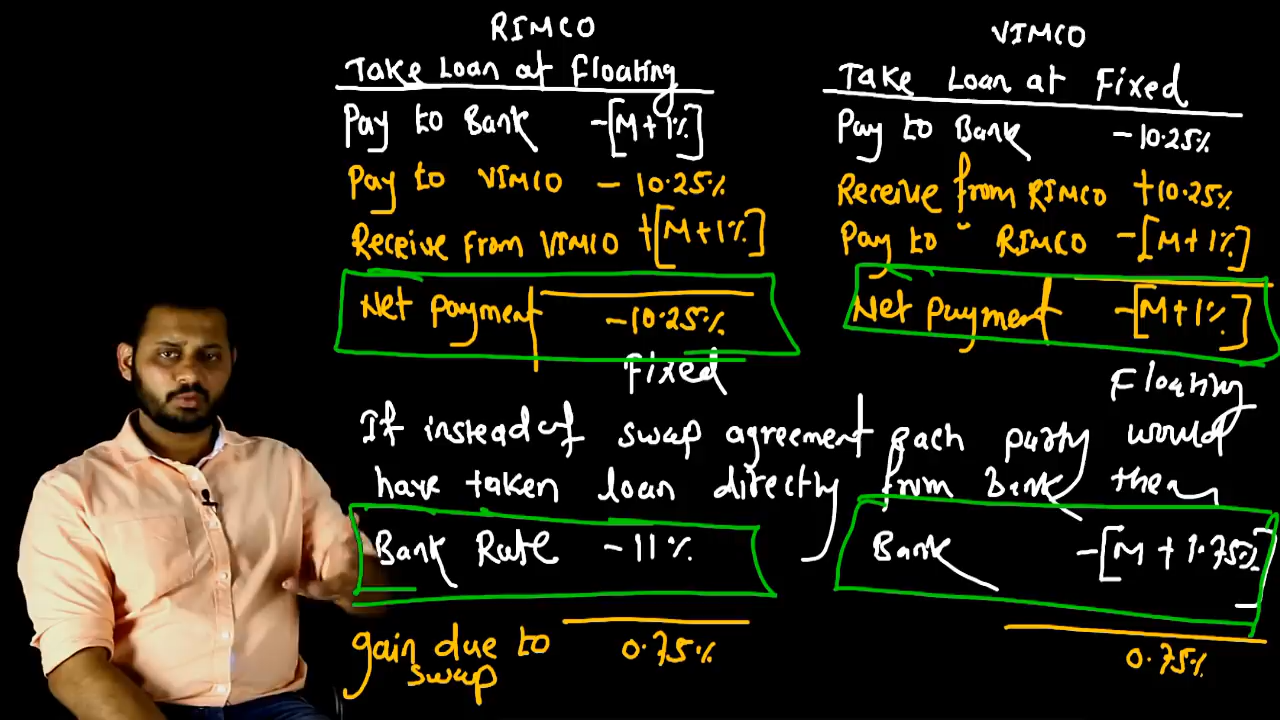 RIMCO
Take Loan at Floating
Pay to Bank -[M+1%]
Pay to VIMCO - 10.25%
Receive From VIMCO +[M+1%]
Net payment -10.25%
Fixed
VIMCO
Take Loan at Fixed
Pay to Bank -10.25%
Receive from RIMCO +10.25%
Pay to RIMCO -[M+1%]
Net Payment -[M+1%]
Floating
If instead of swap agreement each party would
have taken loan directly from Bank then
Bank Rate -11%
gain due to 0.75%
swap
Bank -[M + 1.75%]
0.75%